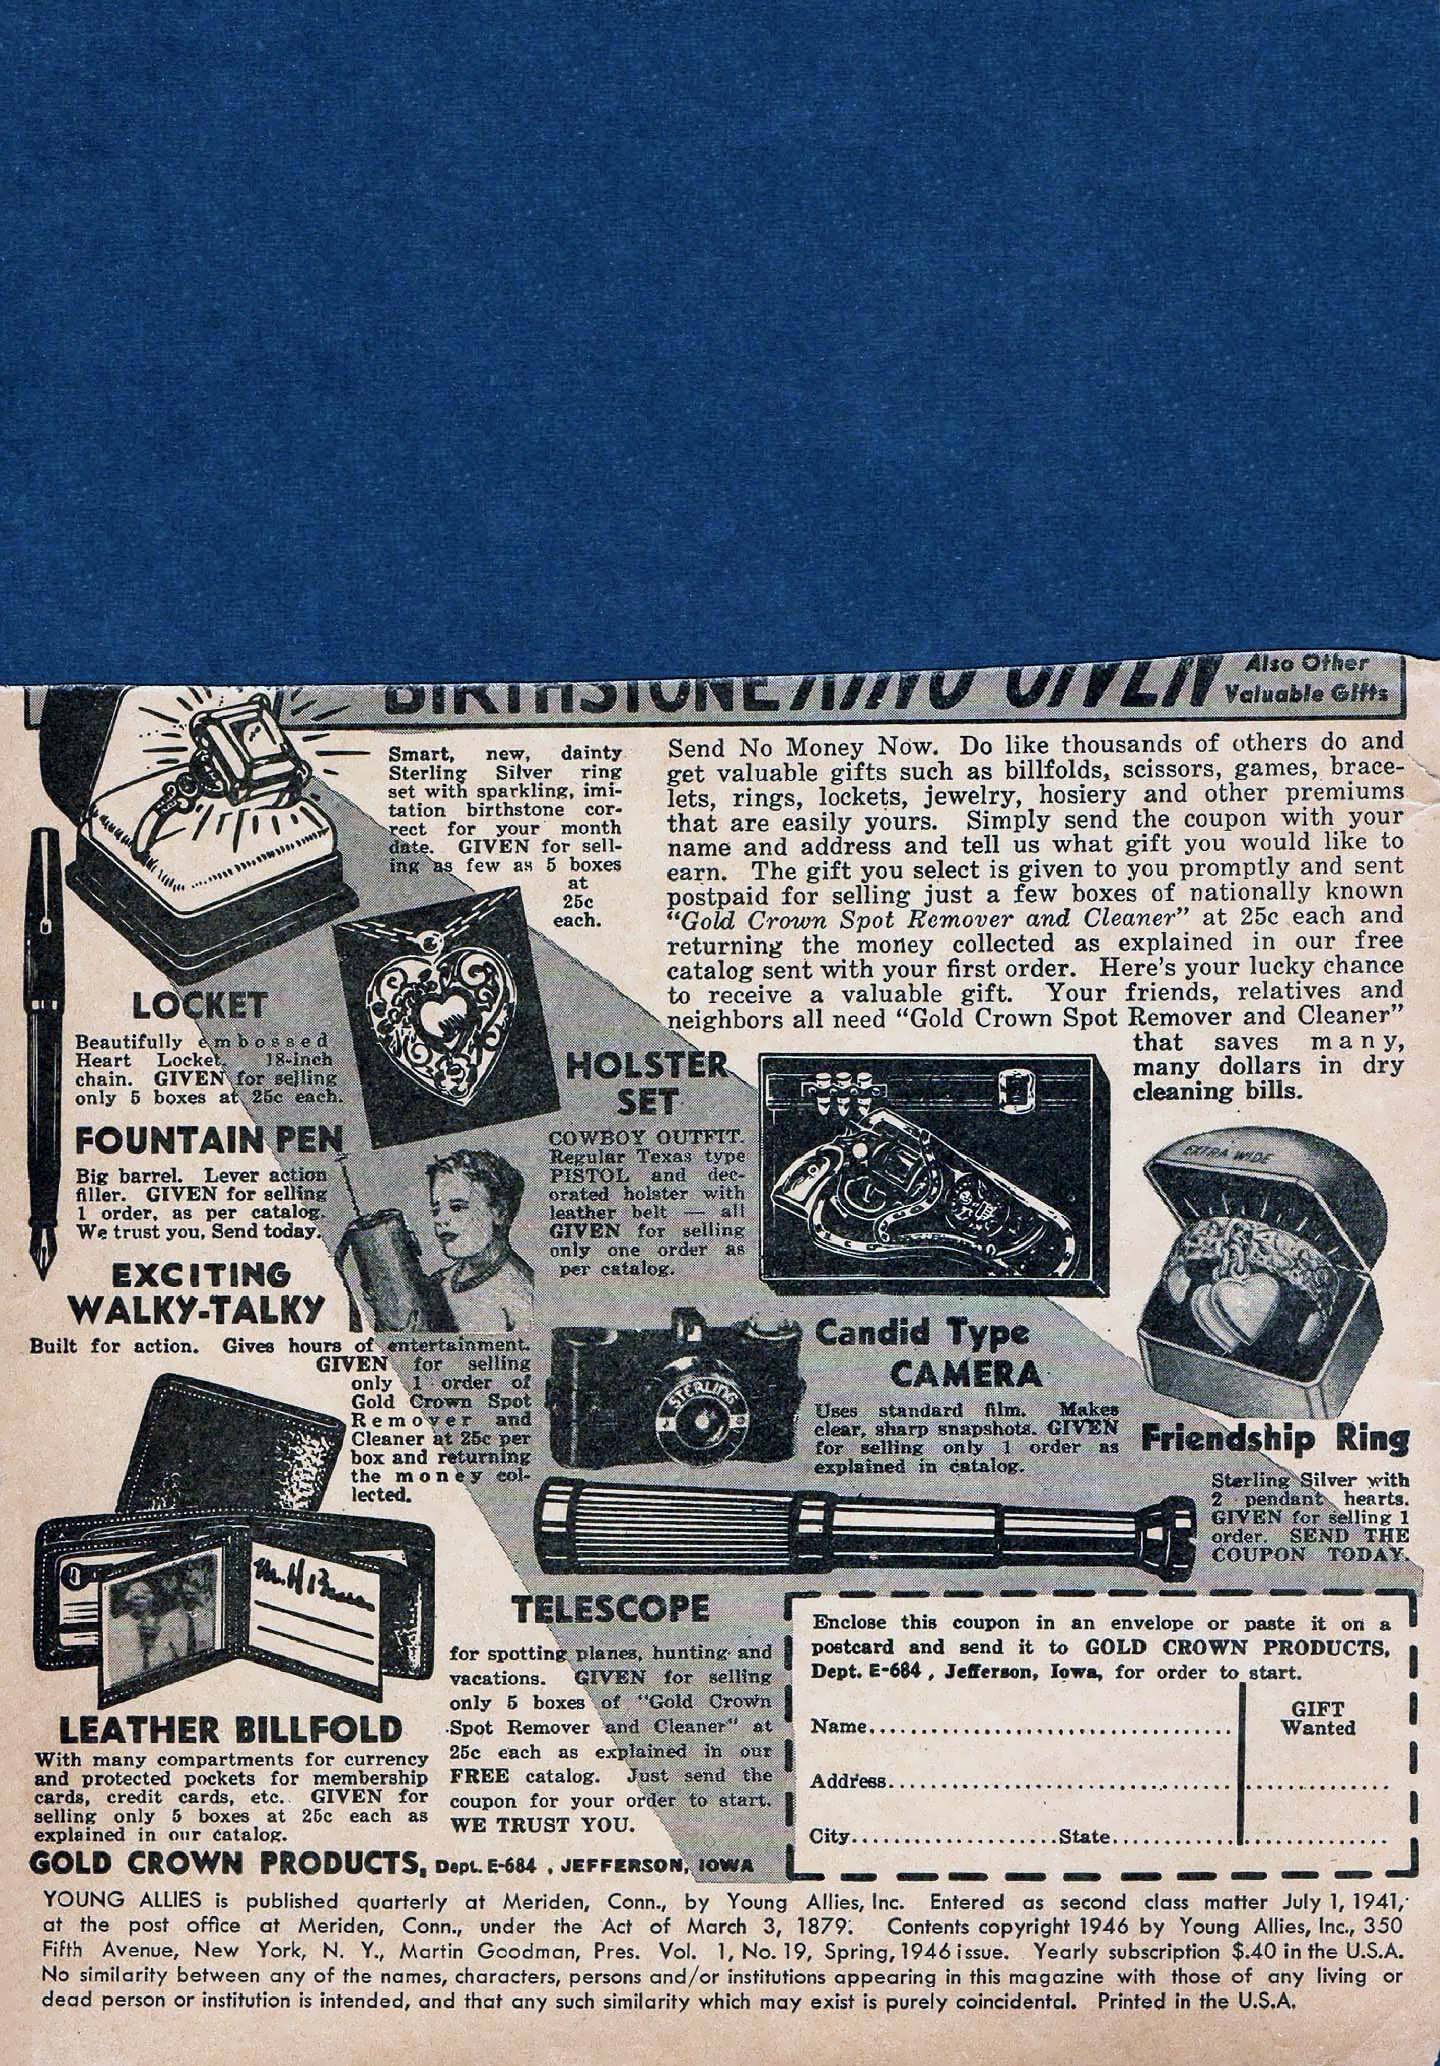 BIRTHSTONE RING GIVEN
Also Other
Valuable Gifts
Smart, new, dainty
Sterling Silver ring
set with sparkling, imi-
tation birthstone cor-
rect for your month
date. GIVEN for sell-
ing as few as 5 boxes
at
25c
each.
Send No Money Now. Do like thousands of others do and
get valuable gifts such as billfolds, scissors, games, brace-
lets, rings, lockets, jewelry, hosiery and other premiums
that are easily yours. Simply send the coupon with your
name and address and tell us what gift you would like to
earn. The gift you select is given to you promptly and sent
postpaid for selling just a few boxes of nationally known
"Gold Crown Spot Remover and Cleaner" at 25c each and
returning the money collected as explained in our free
catalog sent with your first order. Here's your lucky chance
to receive a valuable gift. Your friends, relatives and
neighbors all need "Gold Crown Spot Remover and Cleaner"
that saves many,
many dollars in dry
cleaning bills.
LOCKET
Beautifully embossed
Heart Locket. 18-inch
chain. GIVEN for selling
only 5 boxes at 25c each.
FOUNTAIN PEN
Big barrel. Lever action
filler. GIVEN for selling
1 order, as per catalog.
We trust you, Send today.
HOLSTER
SET
COWBOY OUTFIT.
Regular Texas type
PISTOL and dec-
orated holster with
leather belt — all
GIVEN for selling
only one order as
per catalog.
EXTRA WIDE
EXCITING
WALKY-TALKY
Built for action. Gives hours of entertainment.
GIVEN for selling
only 1 order of
Gold Crown Spot
Remover and
Cleaner at 25c per
box and returning
the money col-
lected.
STERLING
Candid Type
CAMERA
Uses standard film. Makes
clear, sharp snapshots. GIVEN
for selling only 1 order as
explained in catalog.
Friendship Ring
Sterling Silver with
2 pendant hearts.
GIVEN for selling 1
order. SEND THE
COUPON TODAY.
LEATHER BILLFOLD
With many compartments for currency
and protected pockets for membership
cards, credit cards, etc. GIVEN for
selling only 5 boxes at 25c each as
explained in our catalog.
TELESCOPE
for spotting planes, hunting and
vacations. GIVEN for selling
only 5 boxes of "Gold Crown
Spot Remover and Cleaner" at
25c each as explained in our
FREE catalog. Just send the
coupon for your order to start.
WE TRUST YOU.
GOLD CROWN PRODUCTS, Dept. E-684 , JEFFERSON, IOWA
Enclose this coupon in an envelope or paste it on a
postcard and send it to GOLD CROWN PRODUCTS,
Dept. E-684 , Jefferson, Iowa, for order to start.
GIFT
Wanted
Name
Address
City State
YOUNG ALLIES is published quarterly at Meriden, Conn., by Young Allies, Inc. Entered as second class matter July 1, 1941,
at the post office at Meriden, Conn., under the Act of March 3, 1879. Contents copyright 1946 by Young Allies, Inc., 350
Fifth Avenue, New York, N. Y., Martin Goodman, Pres. Vol. 1, No. 19, Spring, 1946 issue. Yearly subscription $.40 in the U.S.A.
No similarity between any of the names, characters, persons and/or institutions appearing in this magazine with those of any living or
dead person or institution is intended, and that any such similarity which may exist is purely coincidental. Printed in the U.S.A.